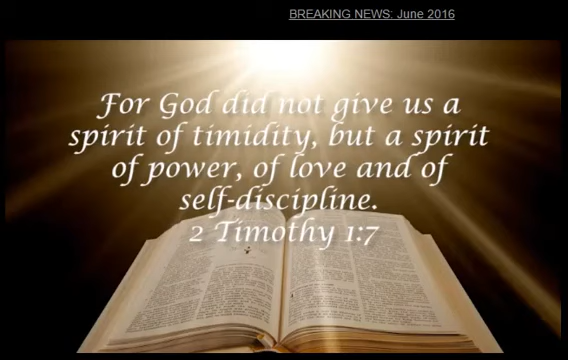 BREAKING NEWS: June 2016
For God did not give us a
spirit of timidity, but a spirit
of power, of love and of
self-discipline.
2 Timothy 1:7